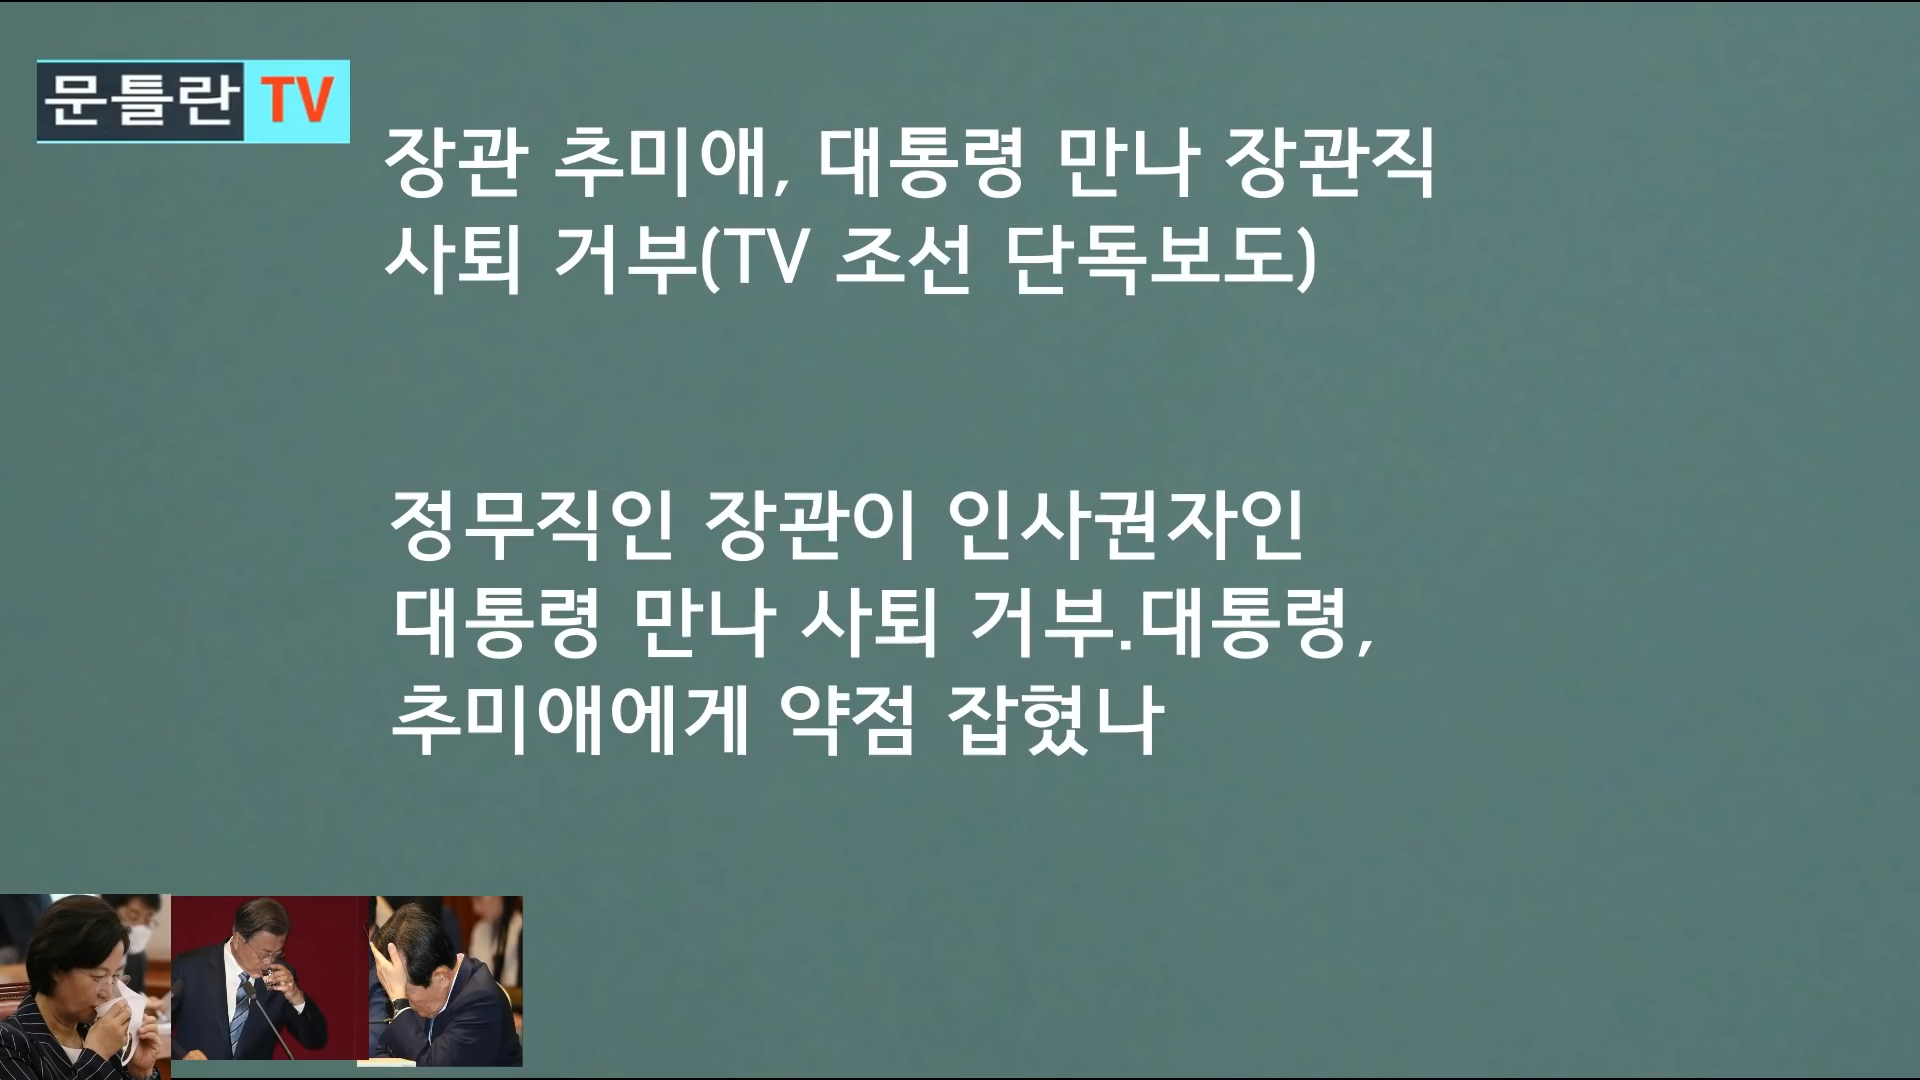 문틀란 TV
장관 추미애, 대통령 만나 장관직
사퇴 거부(TV 조선 단독보도)
정무직인 장관이 인사권자인
대통령 만나 사퇴 거부.대통령,
추미애에게 약점 잡혔나